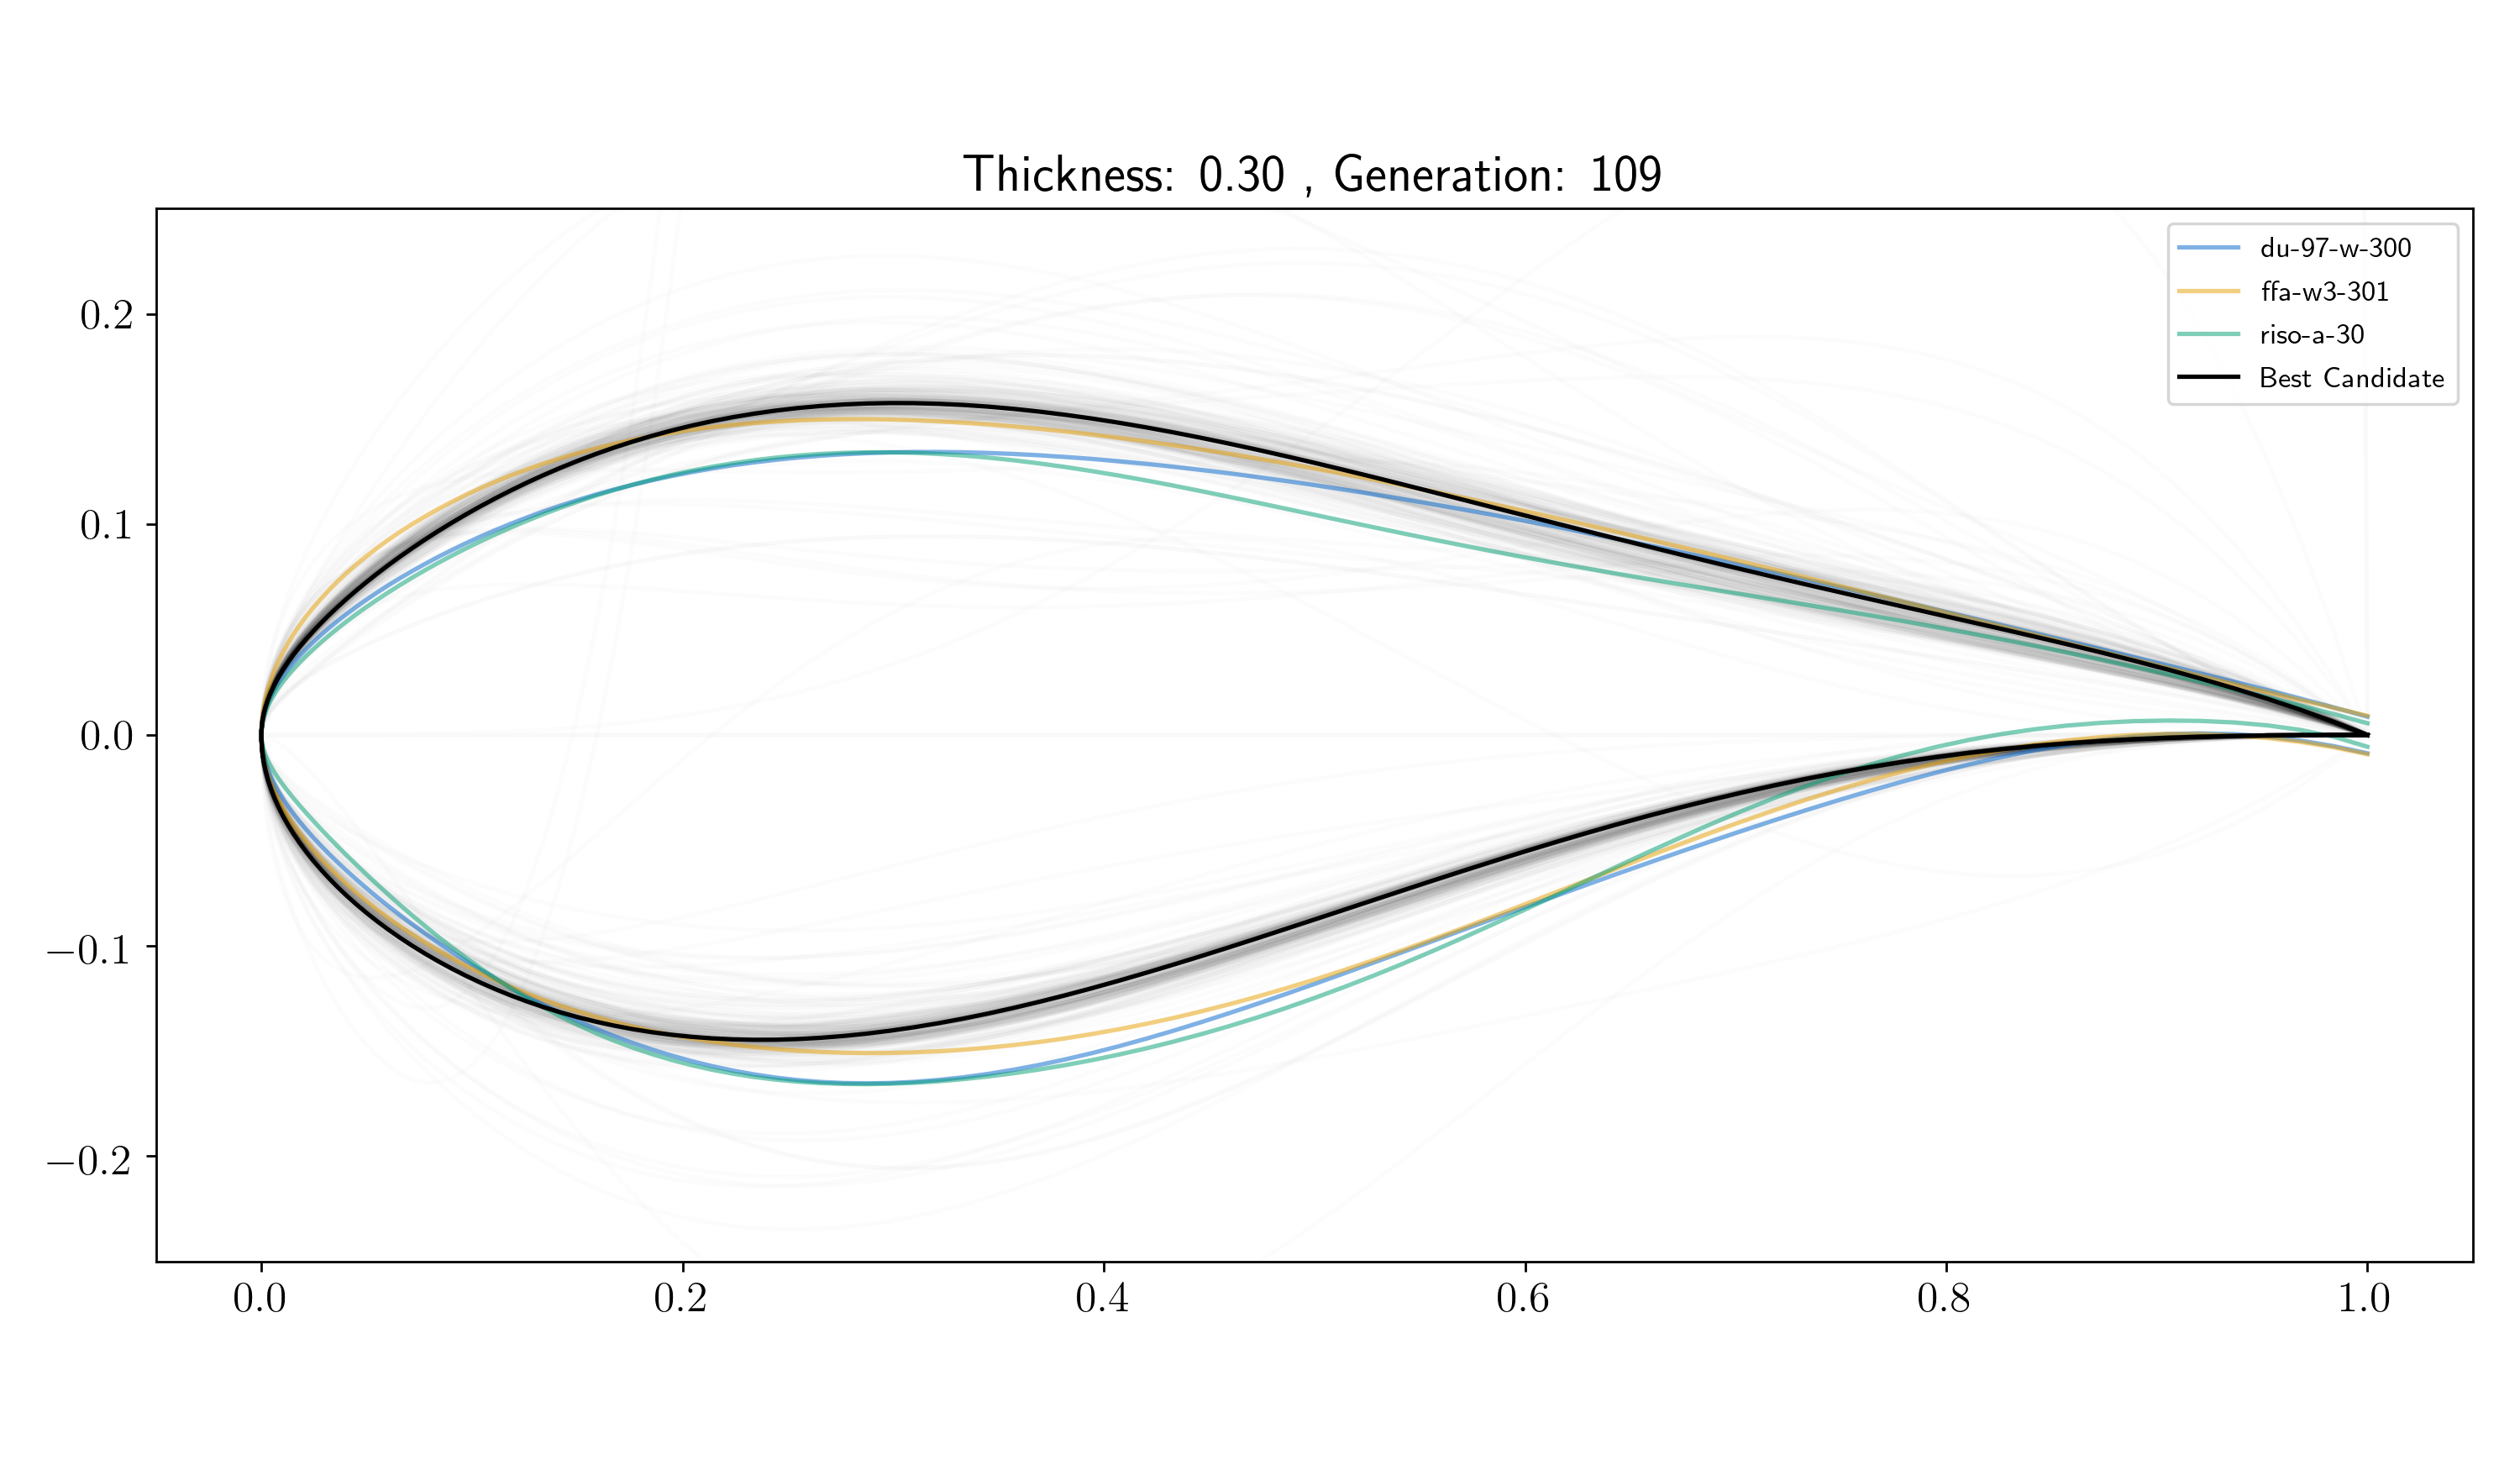 Thickness: 0.30 , Generation: 109
du-97-w-300
ffa-w3-301
riso-a-30
Best Candidate
0.2
0.1
0.0
−0.1
−0.2
0.0 0.2 0.4 0.6 0.8 1.0